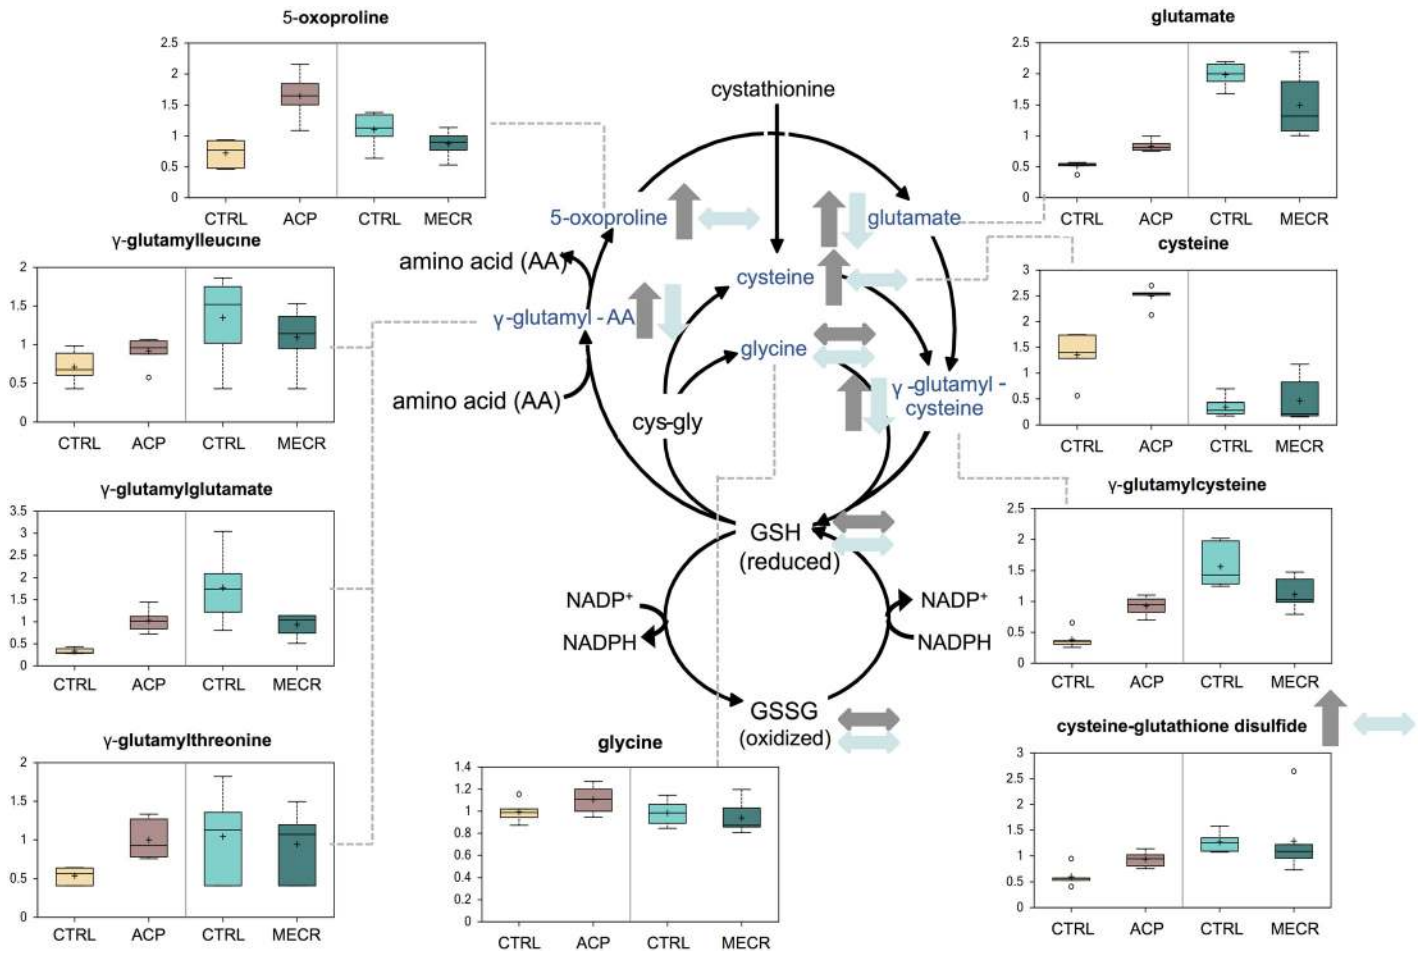 5-oxoproline
2.5
2
1.5
1
0.5
0
CTRL ACP CTRL MECR
γ-glutamylleucine
2
1.5
1
0.5
0
CTRL ACP CTRL MECR
γ-glutamylglutamate
3.5
3
2.5
2
1.5
1
0.5
0
CTRL ACP CTRL MECR
γ-glutamylthreonine
2
1.5
1
0.5
0
CTRL ACP CTRL MECR
cystathionine
5-oxoproline
glutamate
amino acid (AA)
cysteine
γ-glutamyl-AA
glycine
amino acid (AA)
γ-glutamyl-
cysteine
cys-gly
GSH
(reduced)
NADP+
NADPH
NADP+
NADPH
GSSG
(oxidized)
glycine
1.4
1.2
1
0.8
0.6
0.4
0.2
0
CTRL ACP CTRL MECR
glutamate
2.5
2
1.5
1
0.5
0
CTRL ACP CTRL MECR
cysteine
3
2.5
2
1.5
1
0.5
0
CTRL ACP CTRL MECR
γ-glutamylcysteine
2.5
2
1.5
1
0.5
0
CTRL ACP CTRL MECR
cysteine-glutathione disulfide
3
2.5
2
1.5
1
0.5
0
CTRL ACP CTRL MECR